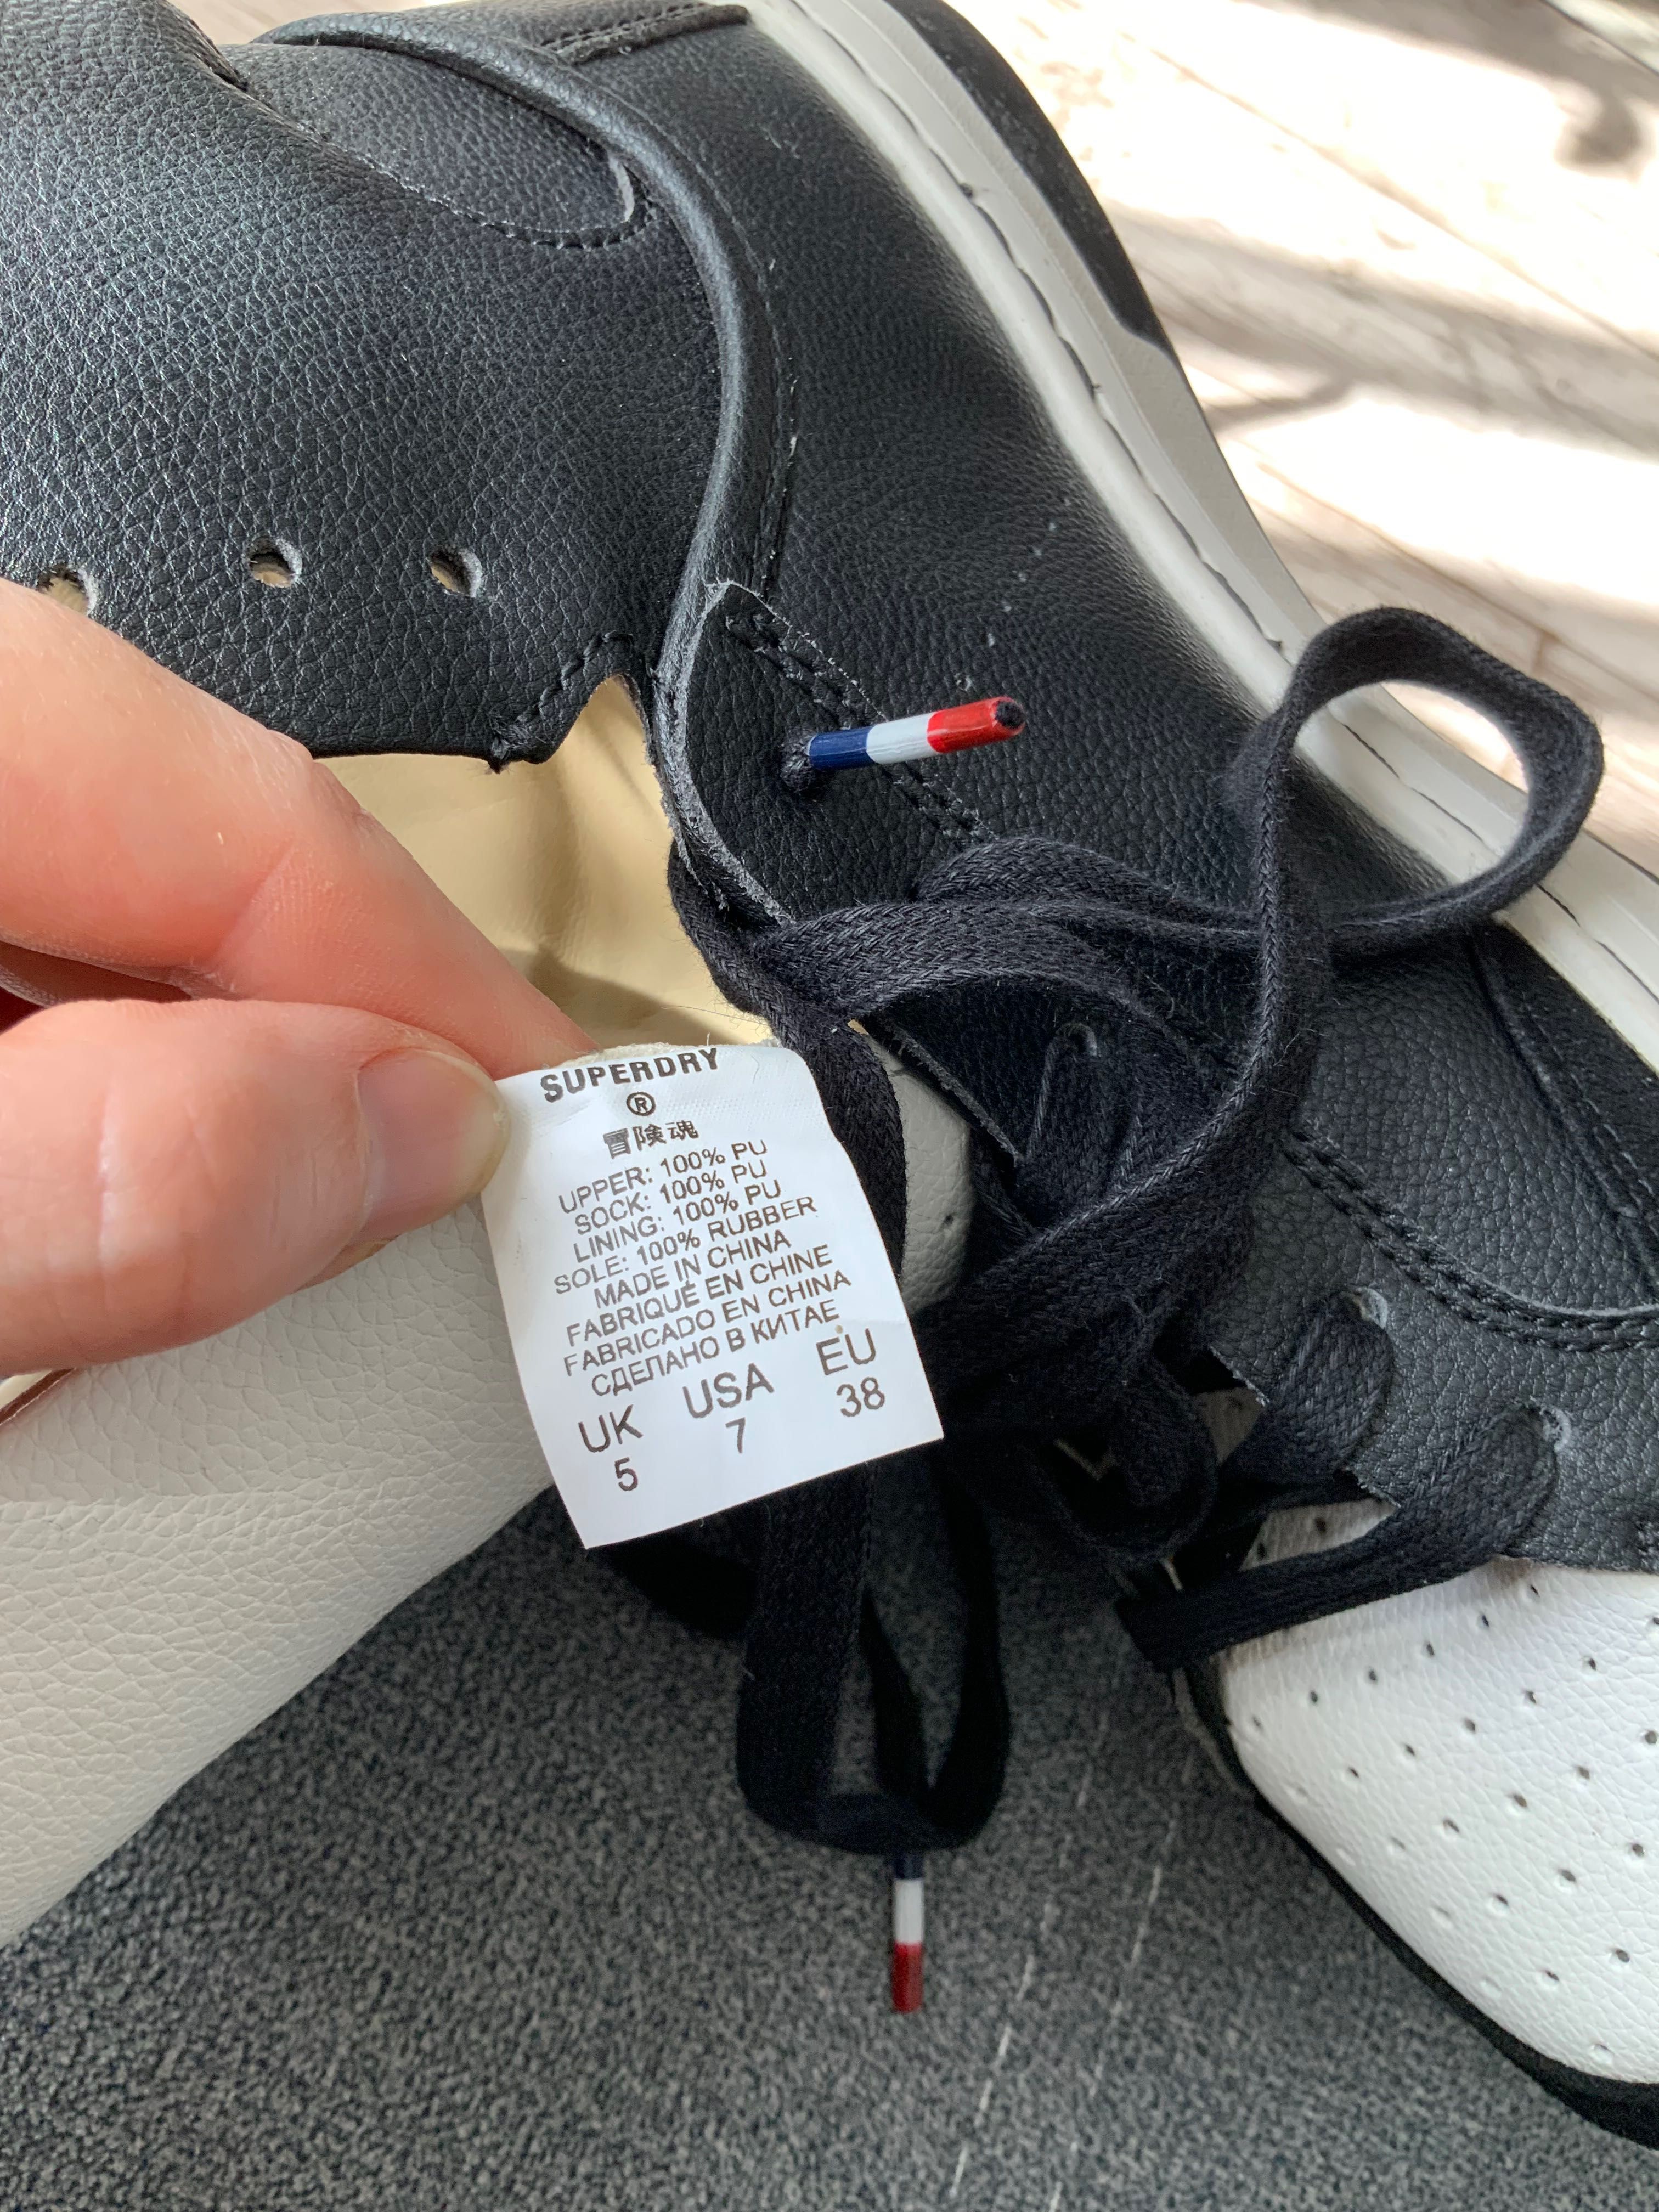 SUPERDRY
®
冒険魂
UPPER: 100% PU
SOCK: 100% PU
LINING: 100% PU
SOLE: 100% RUBBER
MADE IN CHINA
FABRIQUÉ EN CHINE
FABRICADO EN CHINA
СДЕЛАНО В КИТАЕ
UK USA EU
5 7 38